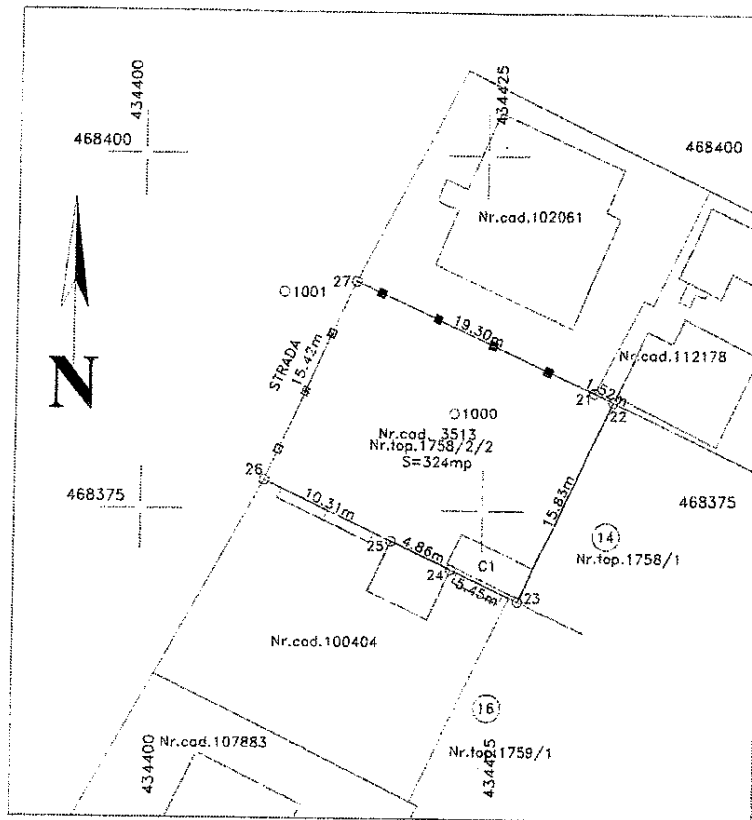 434400
434425
468400
468400
Nr.cad.102061
27
1001
19.30m
STRADA
15.42m
N
Nr.cad.112178
1.52m
21
22
1000
Nr.cad. 3513
Nr.top.1758/2/2
S=324mp
26
468375
10.31m
15.83m
468375
25
4.86m
14
Nr.top.1758/1
C1
24
5.45m
23
Nr.cad.100404
16
Nr.cad.107883
434400
Nr.top.1759/1
434425